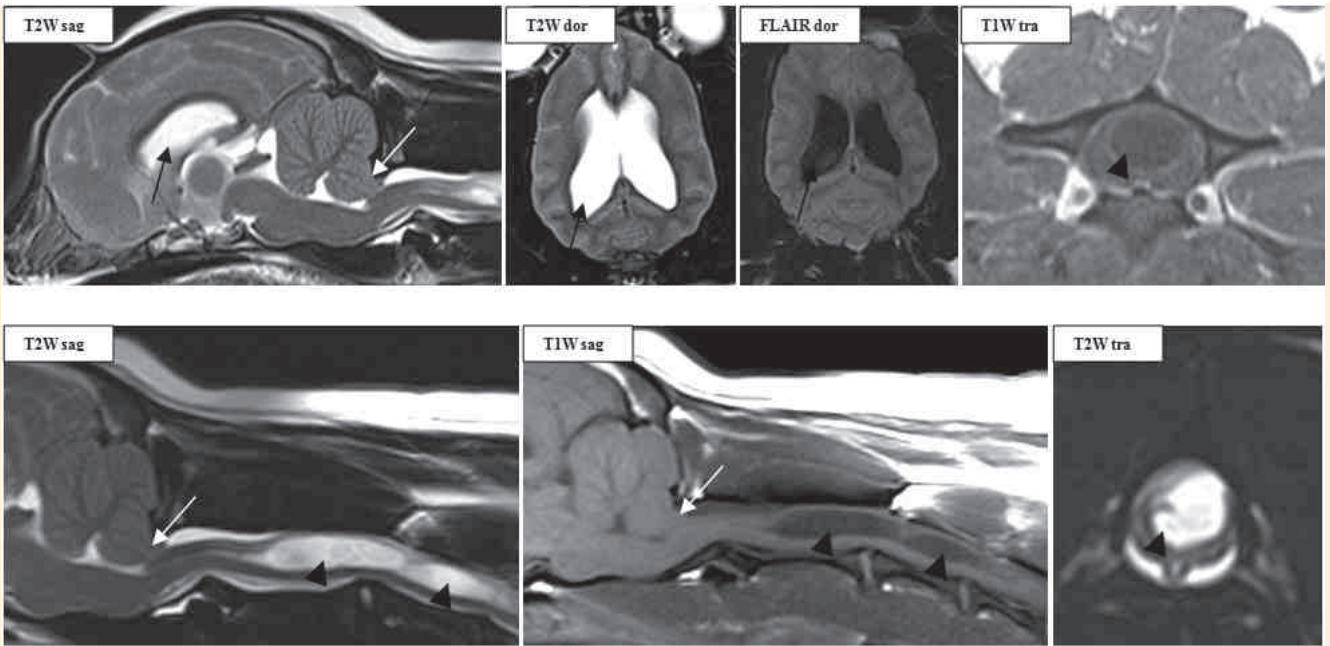 T2W sag
T2W dor
FLAIR dor
T1W tra
T2W sag
T1W sag
T2W tra